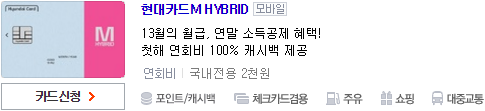 Hyundai Card
M
HYBRID
카드신청 >
현대카드M HYBRID 모바일
13월의 월급, 연말 소득공제 혜택!
첫해 연회비 100% 캐시백 제공
연회비 | 국내전용 2천원
포인트/캐시백 체크카드겸용 주유 쇼핑 대중교통